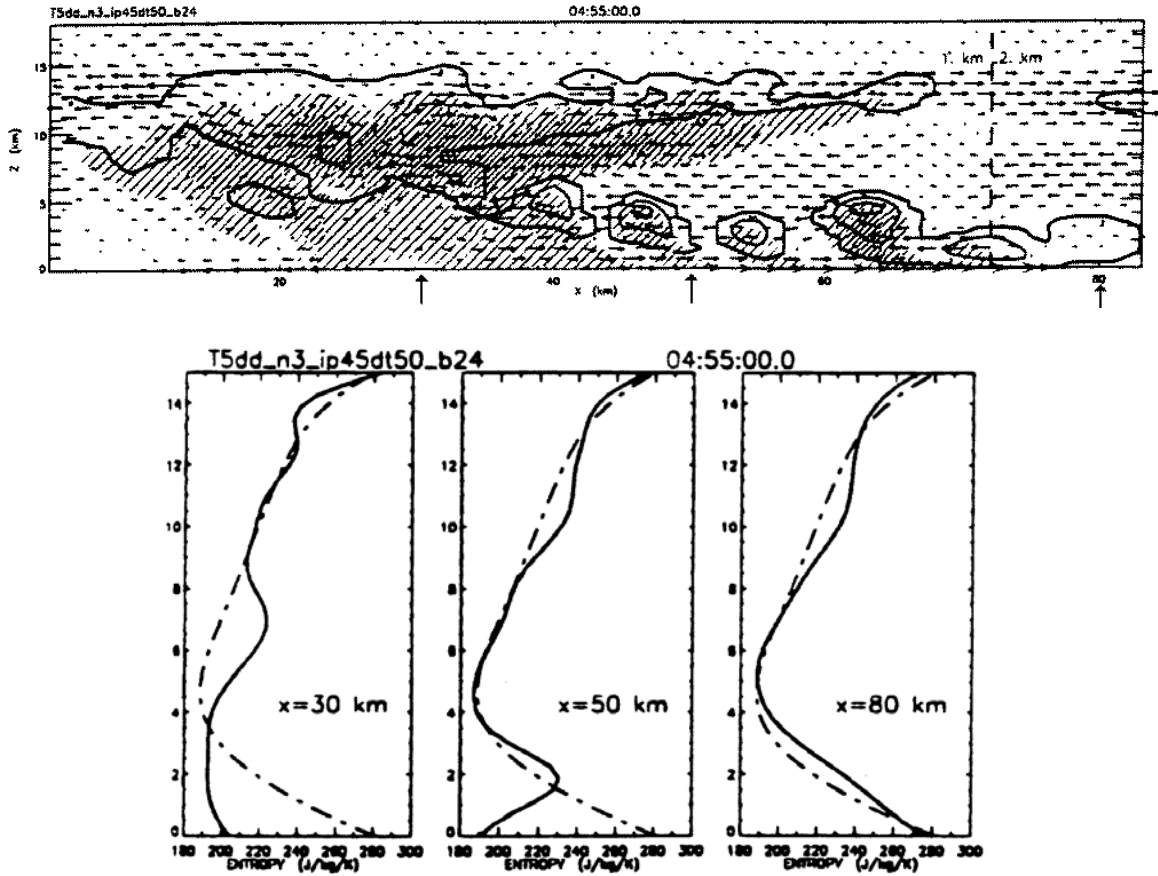 T5dd_n3_ip45dt50_b24 04:55:00.0
15
1. km 2. km
10
Z (km)
5
0
20 40 60 80
X (km)
T5dd_n3_ip45dt50_b24 04:55:00.0
14 14 14
12 12 12
10 10 10
8 8 8
6 6 6
x=30 km x=50 km x=80 km
4 4 4
2 2 2
0 0 0
180 200 220 240 260 280 300 180 200 220 240 260 280 300 180 200 220 240 260 280 300
ENTROPY (J/kg/K) ENTROPY (J/kg/K) ENTROPY (J/kg/K)